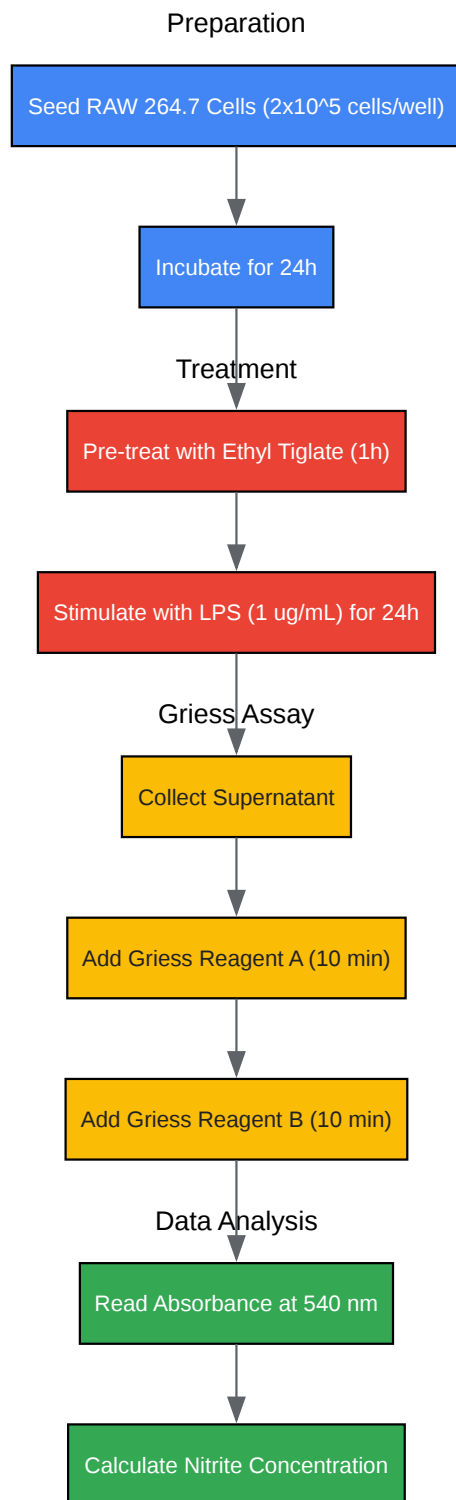 Preparation
Seed RAW 264.7 Cells (2x10^5 cells/well)
Incubate for 24h
Treatment
Pre-treat with Ethyl Tiglate (1h)
Stimulate with LPS (1 ug/mL) for 24h
Griess Assay
Collect Supernatant
Add Griess Reagent A (10 min)
Add Griess Reagent B (10 min)
Data Analysis
Read Absorbance at 540 nm
Calculate Nitrite Concentration